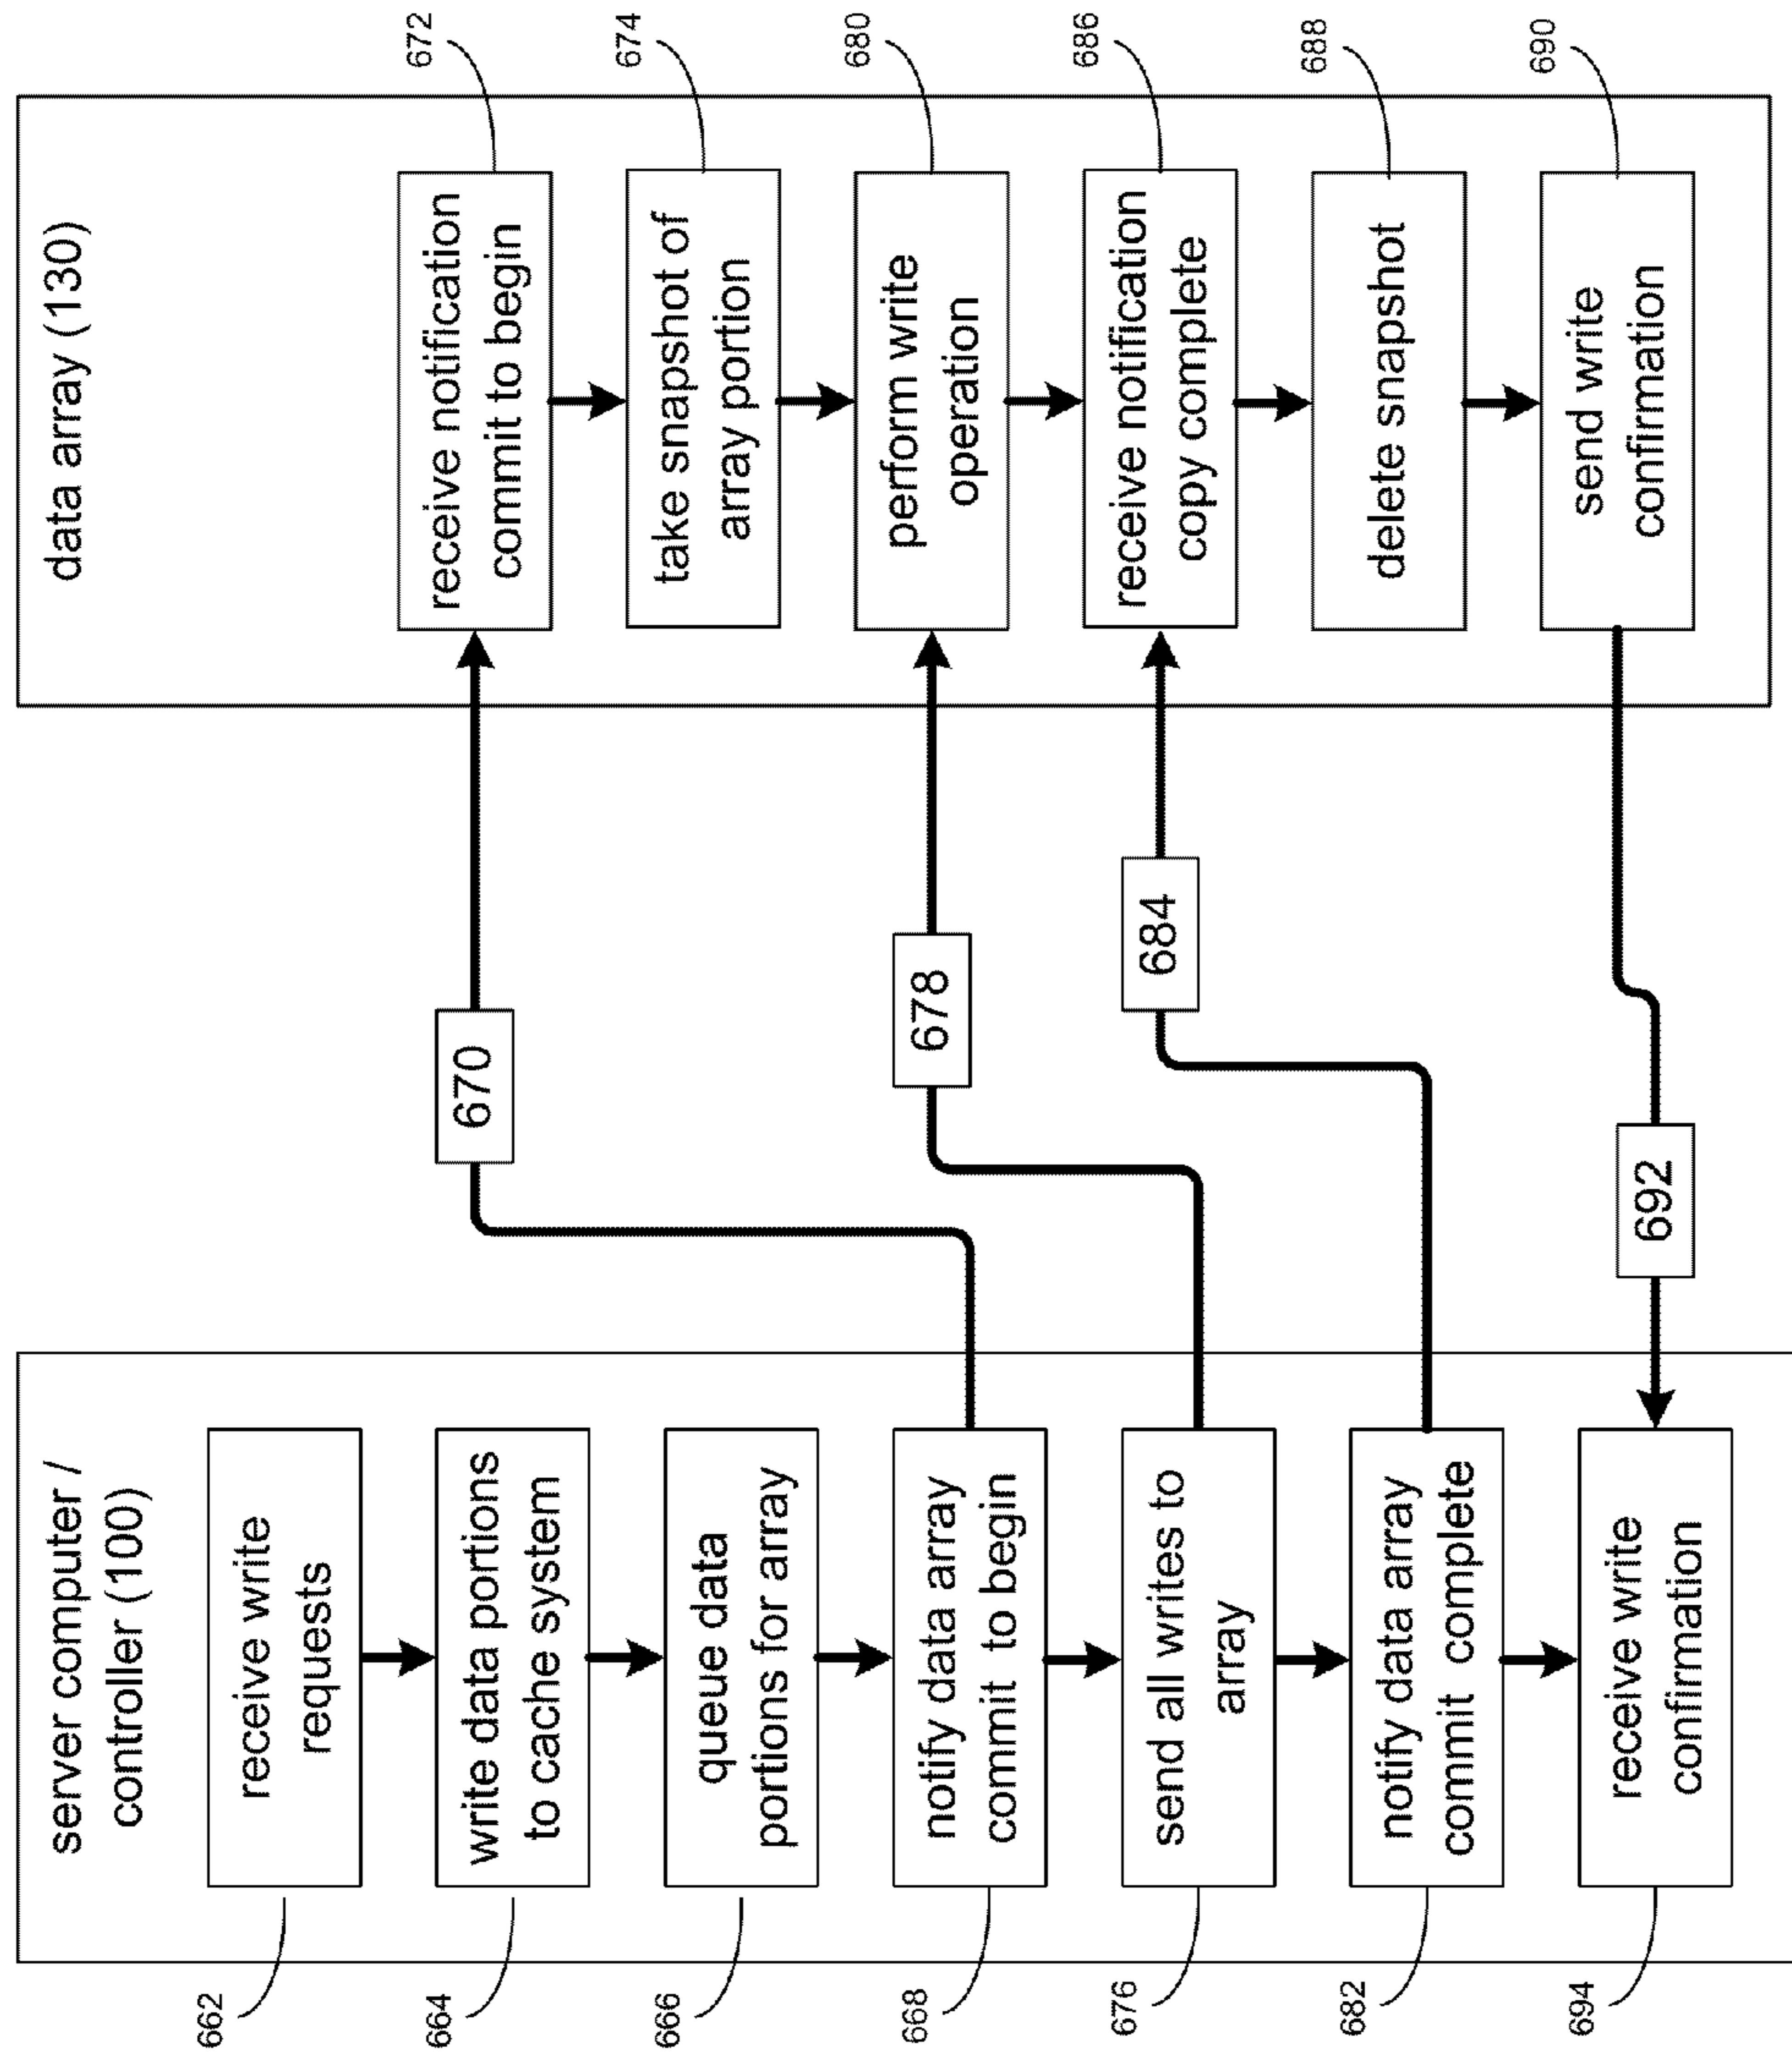 server computer /
controller (100)
662
receive write
requests
664
write data portions
to cache system
666
queue data
portions for array
668
notify data array
commit to begin
676
send all writes to
array
682
notify data array
commit complete
694
receive write
confirmation
670
678
684
692
data array (130)
receive notification
commit to begin
672
take snapshot of
array portion
674
perform write
operation
680
receive notification
copy complete
686
delete snapshot
688
send write
confirmation
690